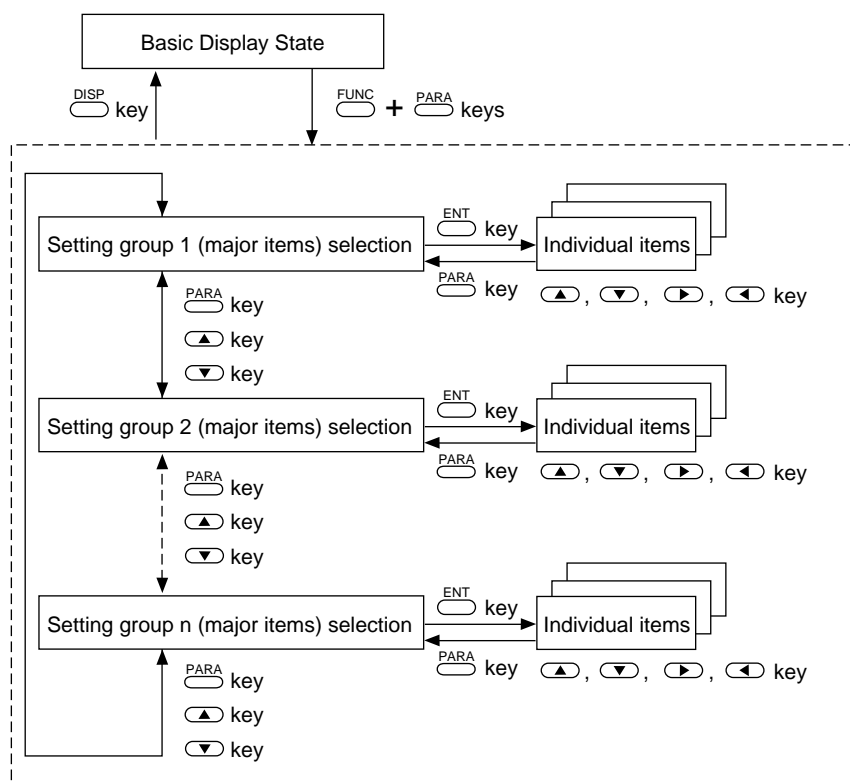 Basic Display State
DISP key
FUNC + PARA keys
Setting group 1 (major items) selection
ENT key
PARA key
Individual items
▲, ▼, ▶, ◀ key
PARA key
▲ key
▼ key
Setting group 2 (major items) selection
ENT key
PARA key
Individual items
▲, ▼, ▶, ◀ key
PARA key
▲ key
▼ key
Setting group n (major items) selection
ENT key
PARA key
Individual items
▲, ▼, ▶, ◀ key
PARA key
▲ key
▼ key